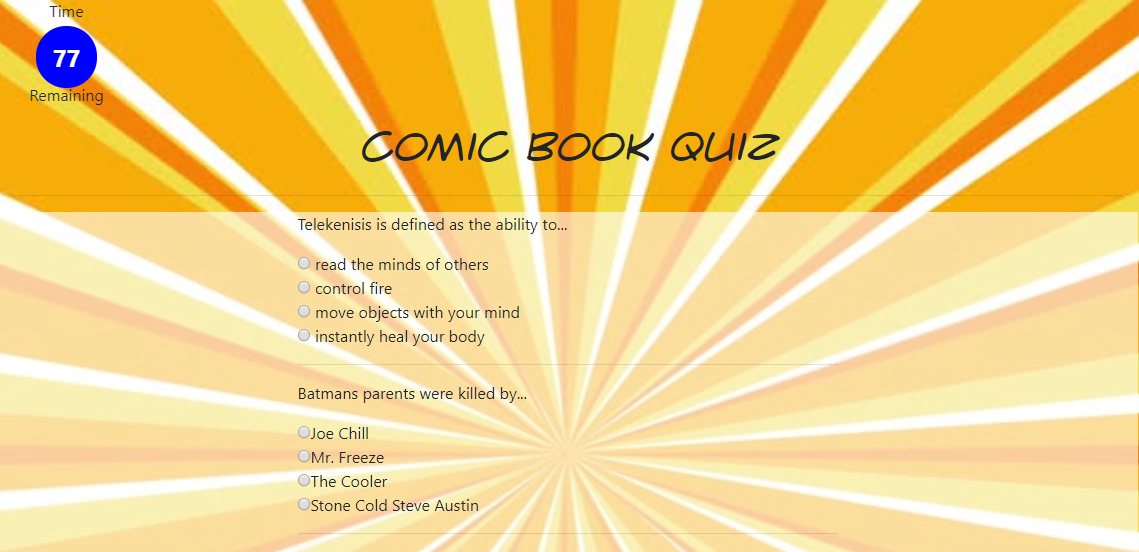 Time
77
Remaining
COMIC BOOK QUIZ
Telekenisis is defined as the ability to...
read the minds of others
control fire
move objects with your mind
instantly heal your body
Batmans parents were killed by...
Joe Chill
Mr. Freeze
The Cooler
Stone Cold Steve Austin